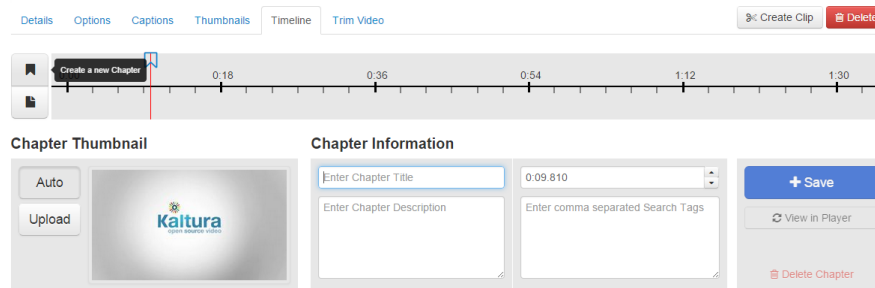 Details Options Captions Thumbnails Timeline Trim Video Create Clip Delete
Create a new Chapter
0:18 0:36 0:54 1:12 1:30
Chapter Thumbnail Chapter Information
Auto Enter Chapter Title 0:09.810 Save
Upload Enter Chapter Description Enter comma separated Search Tags View in Player
Kaltura
open source video
Delete Chapter